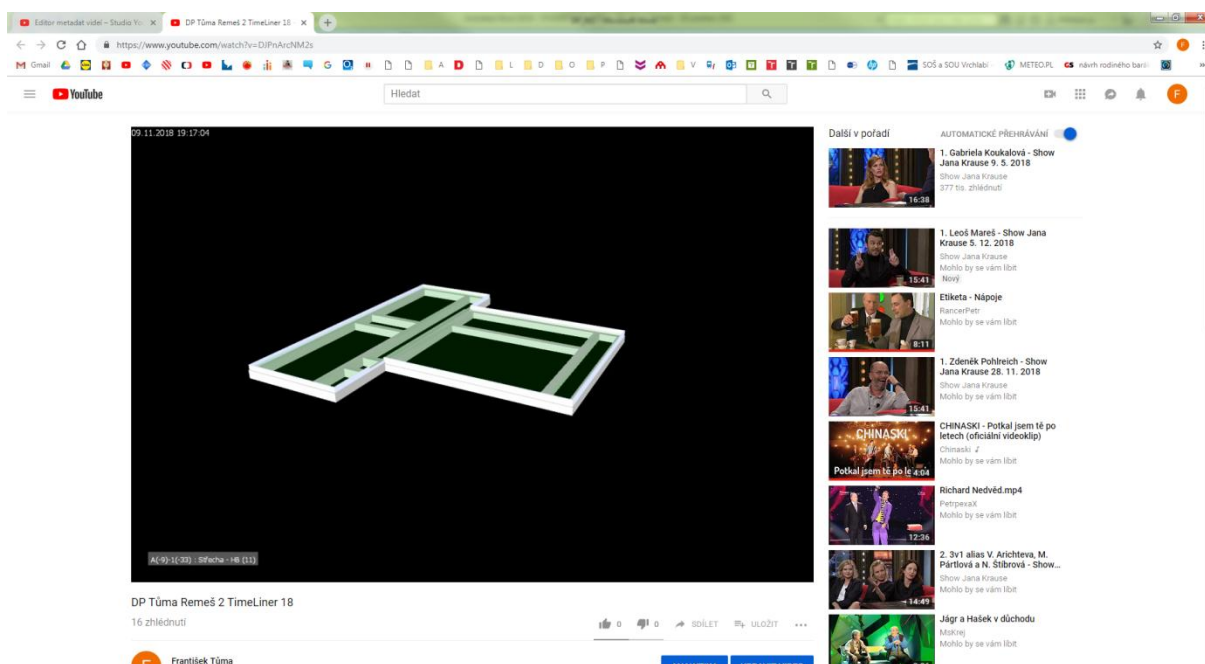 Editor metadat videí – Studio Yo
DP Tůma Remeš 2 TimeLiner 18
https://www.youtube.com/watch?v=DJPnArcNM2s
Gmail
A
D
L
D
O
P
V
SOŠ a SOU Vrchlabí
METEO.PL
GS návrh rodinného
YouTube
Hledat
F
09.11.2018 19:17:04
A(-9)-1(-33) : Střecha - HB (11)
DP Tůma Remeš 2 TimeLiner 18
16 zhlédnutí
0
0
SDÍLET
ULOŽIT
František Tůma
Další v pořadí
AUTOMATICKÉ PŘEHRÁVÁNÍ
1. Gabriela Koukalová - Show
Jana Krause 9. 5. 2018
Show Jana Krause
377 tis. zhlédnutí
16:38
1. Leoš Mareš - Show Jana
Krause 5. 12. 2018
Show Jana Krause
Mohlo by se vám líbit
Nový
15:41
Etiketa - Nápoje
RancerPetr
Mohlo by se vám líbit
8:11
1. Zdeněk Pohlreich - Show
Jana Krause 28. 11. 2018
Show Jana Krause
Mohlo by se vám líbit
15:41
CHINASKI - Potkal jsem tě po
letech (oficiální videoklip)
Chinaski
Mohlo by se vám líbit
CHINASKI
Potkal jsem tě po le
4:04
Richard Nedvěd.mp4
PetrpexaX
Mohlo by se vám líbit
12:36
2. 3v1 alias V. Arichteva, M.
Pártlová a N. Štíbrová - Show...
Show Jana Krause
Mohlo by se vám líbit
14:49
Jágr a Hašek v důchodu
MsKrej
Mohlo by se vám líbit